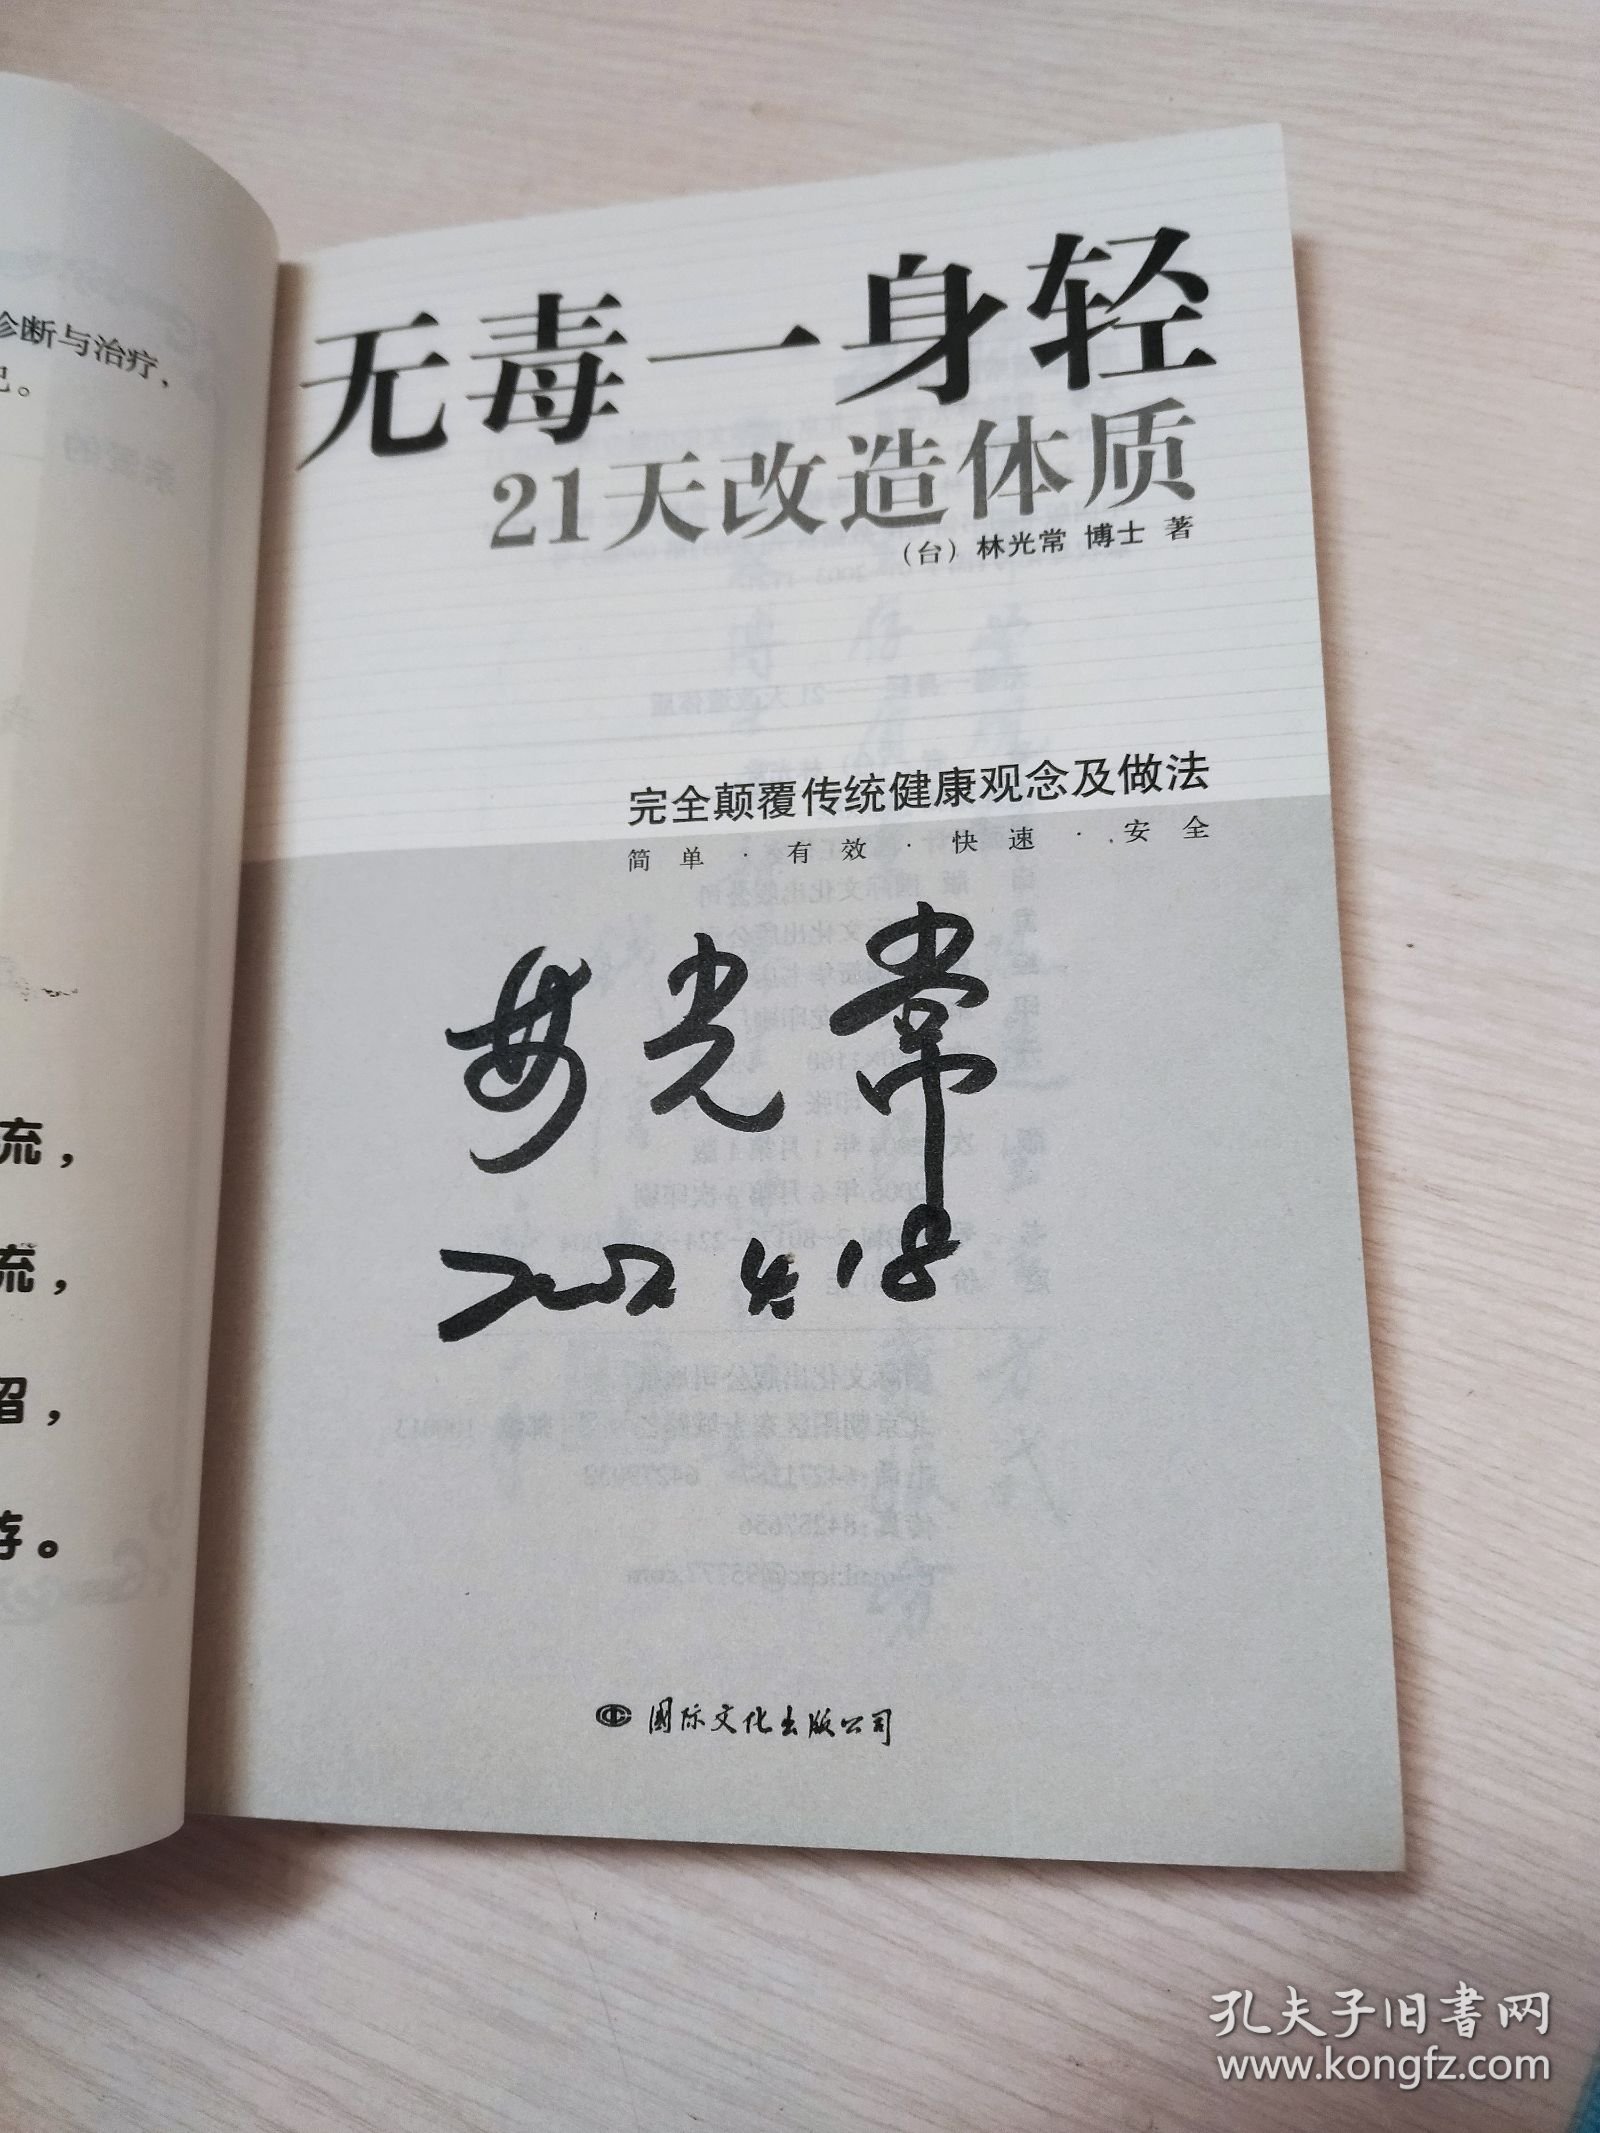 诊断与治疗，
流，
流，
无毒一身轻
21天改造体质
（台）林光常 博士 著
完全颠覆传统健康观念及做法
简单·有效·快速·安全
林光常
国际文化出版公司
孔夫子旧书网
www.kongfz.com